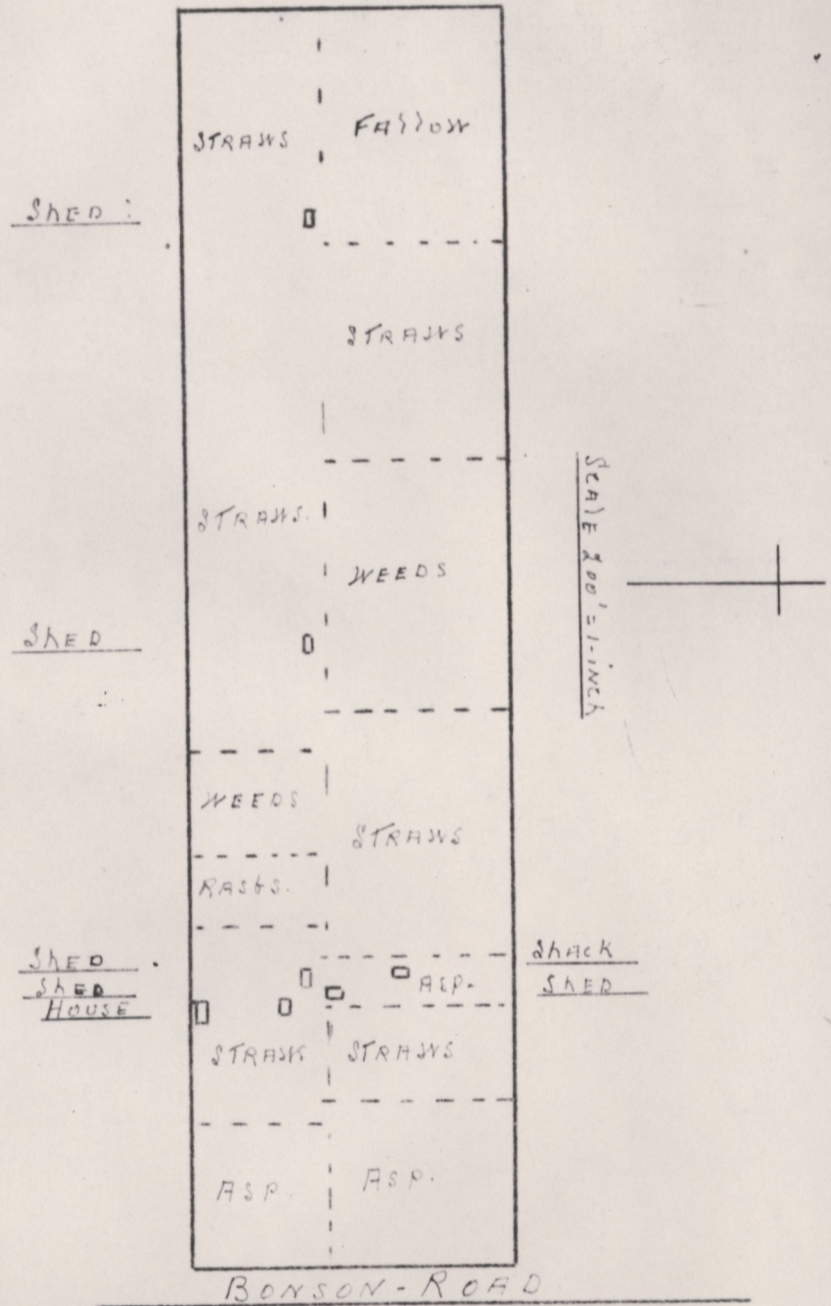 STRAWS
FALLOW
SHED:
STRAWS
STRAWS.
WEEDS
SCALE 200' = 1-INCH
SHED
WEEDS
STRAWS
RASBS.
SHED
SHED
HOUSE
SHACK
SHED
ASP.
STRAWS
STRAWS
ASP.
ASP.
BONSON-ROAD